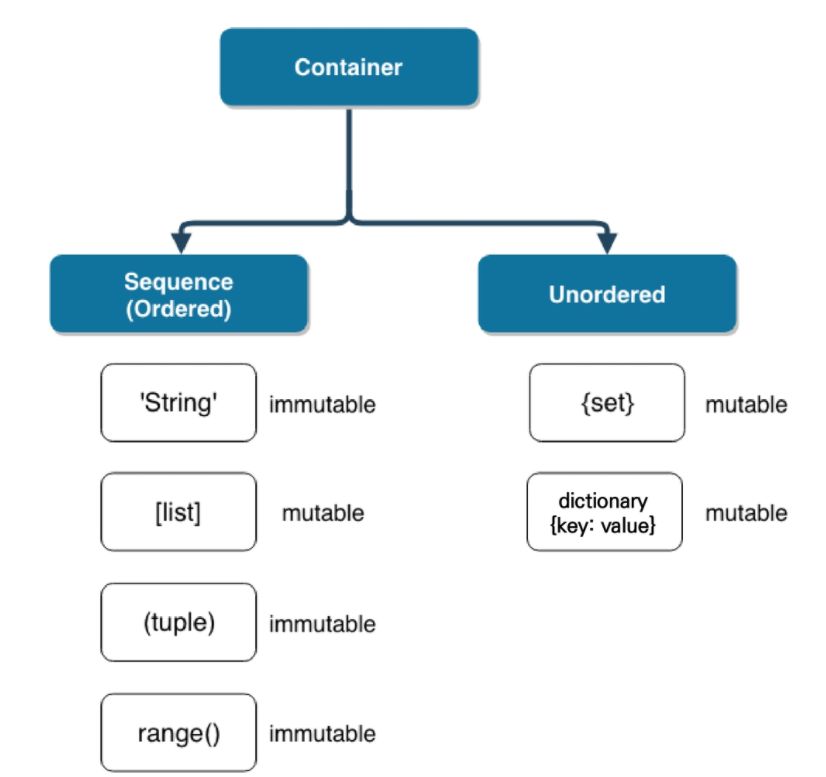 Container
Sequence
(Ordered)
Unordered
'String'
immutable
{set}
mutable
[list]
mutable
dictionary
{key: value}
mutable
(tuple)
immutable
range()
immutable